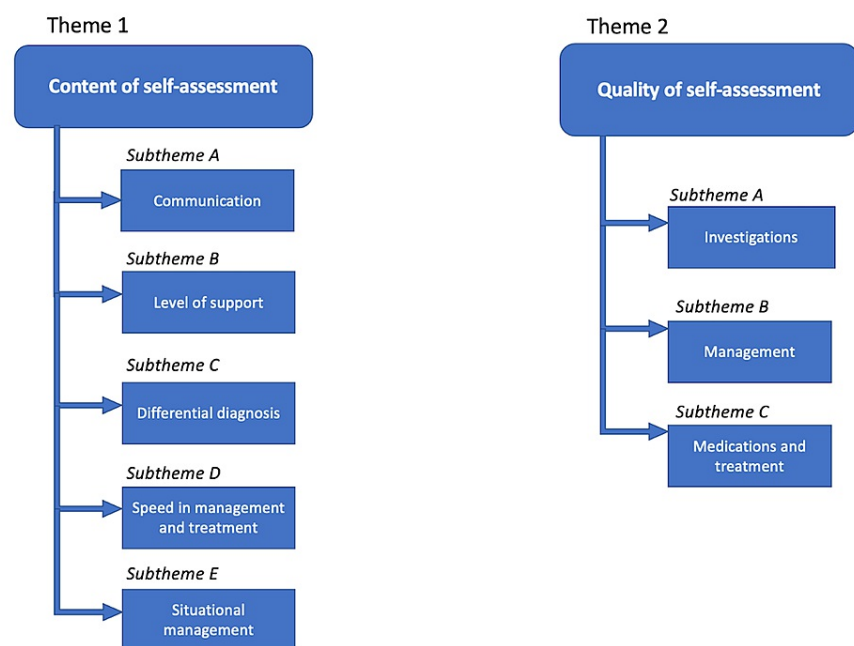 Theme 1
Content of self-assessment
Subtheme A
Communication
Subtheme B
Level of support
Subtheme C
Differential diagnosis
Subtheme D
Speed in management
and treatment
Subtheme E
Situational
management
Theme 2
Quality of self-assessment
Subtheme A
Investigations
Subtheme B
Management
Subtheme C
Medications and
treatment